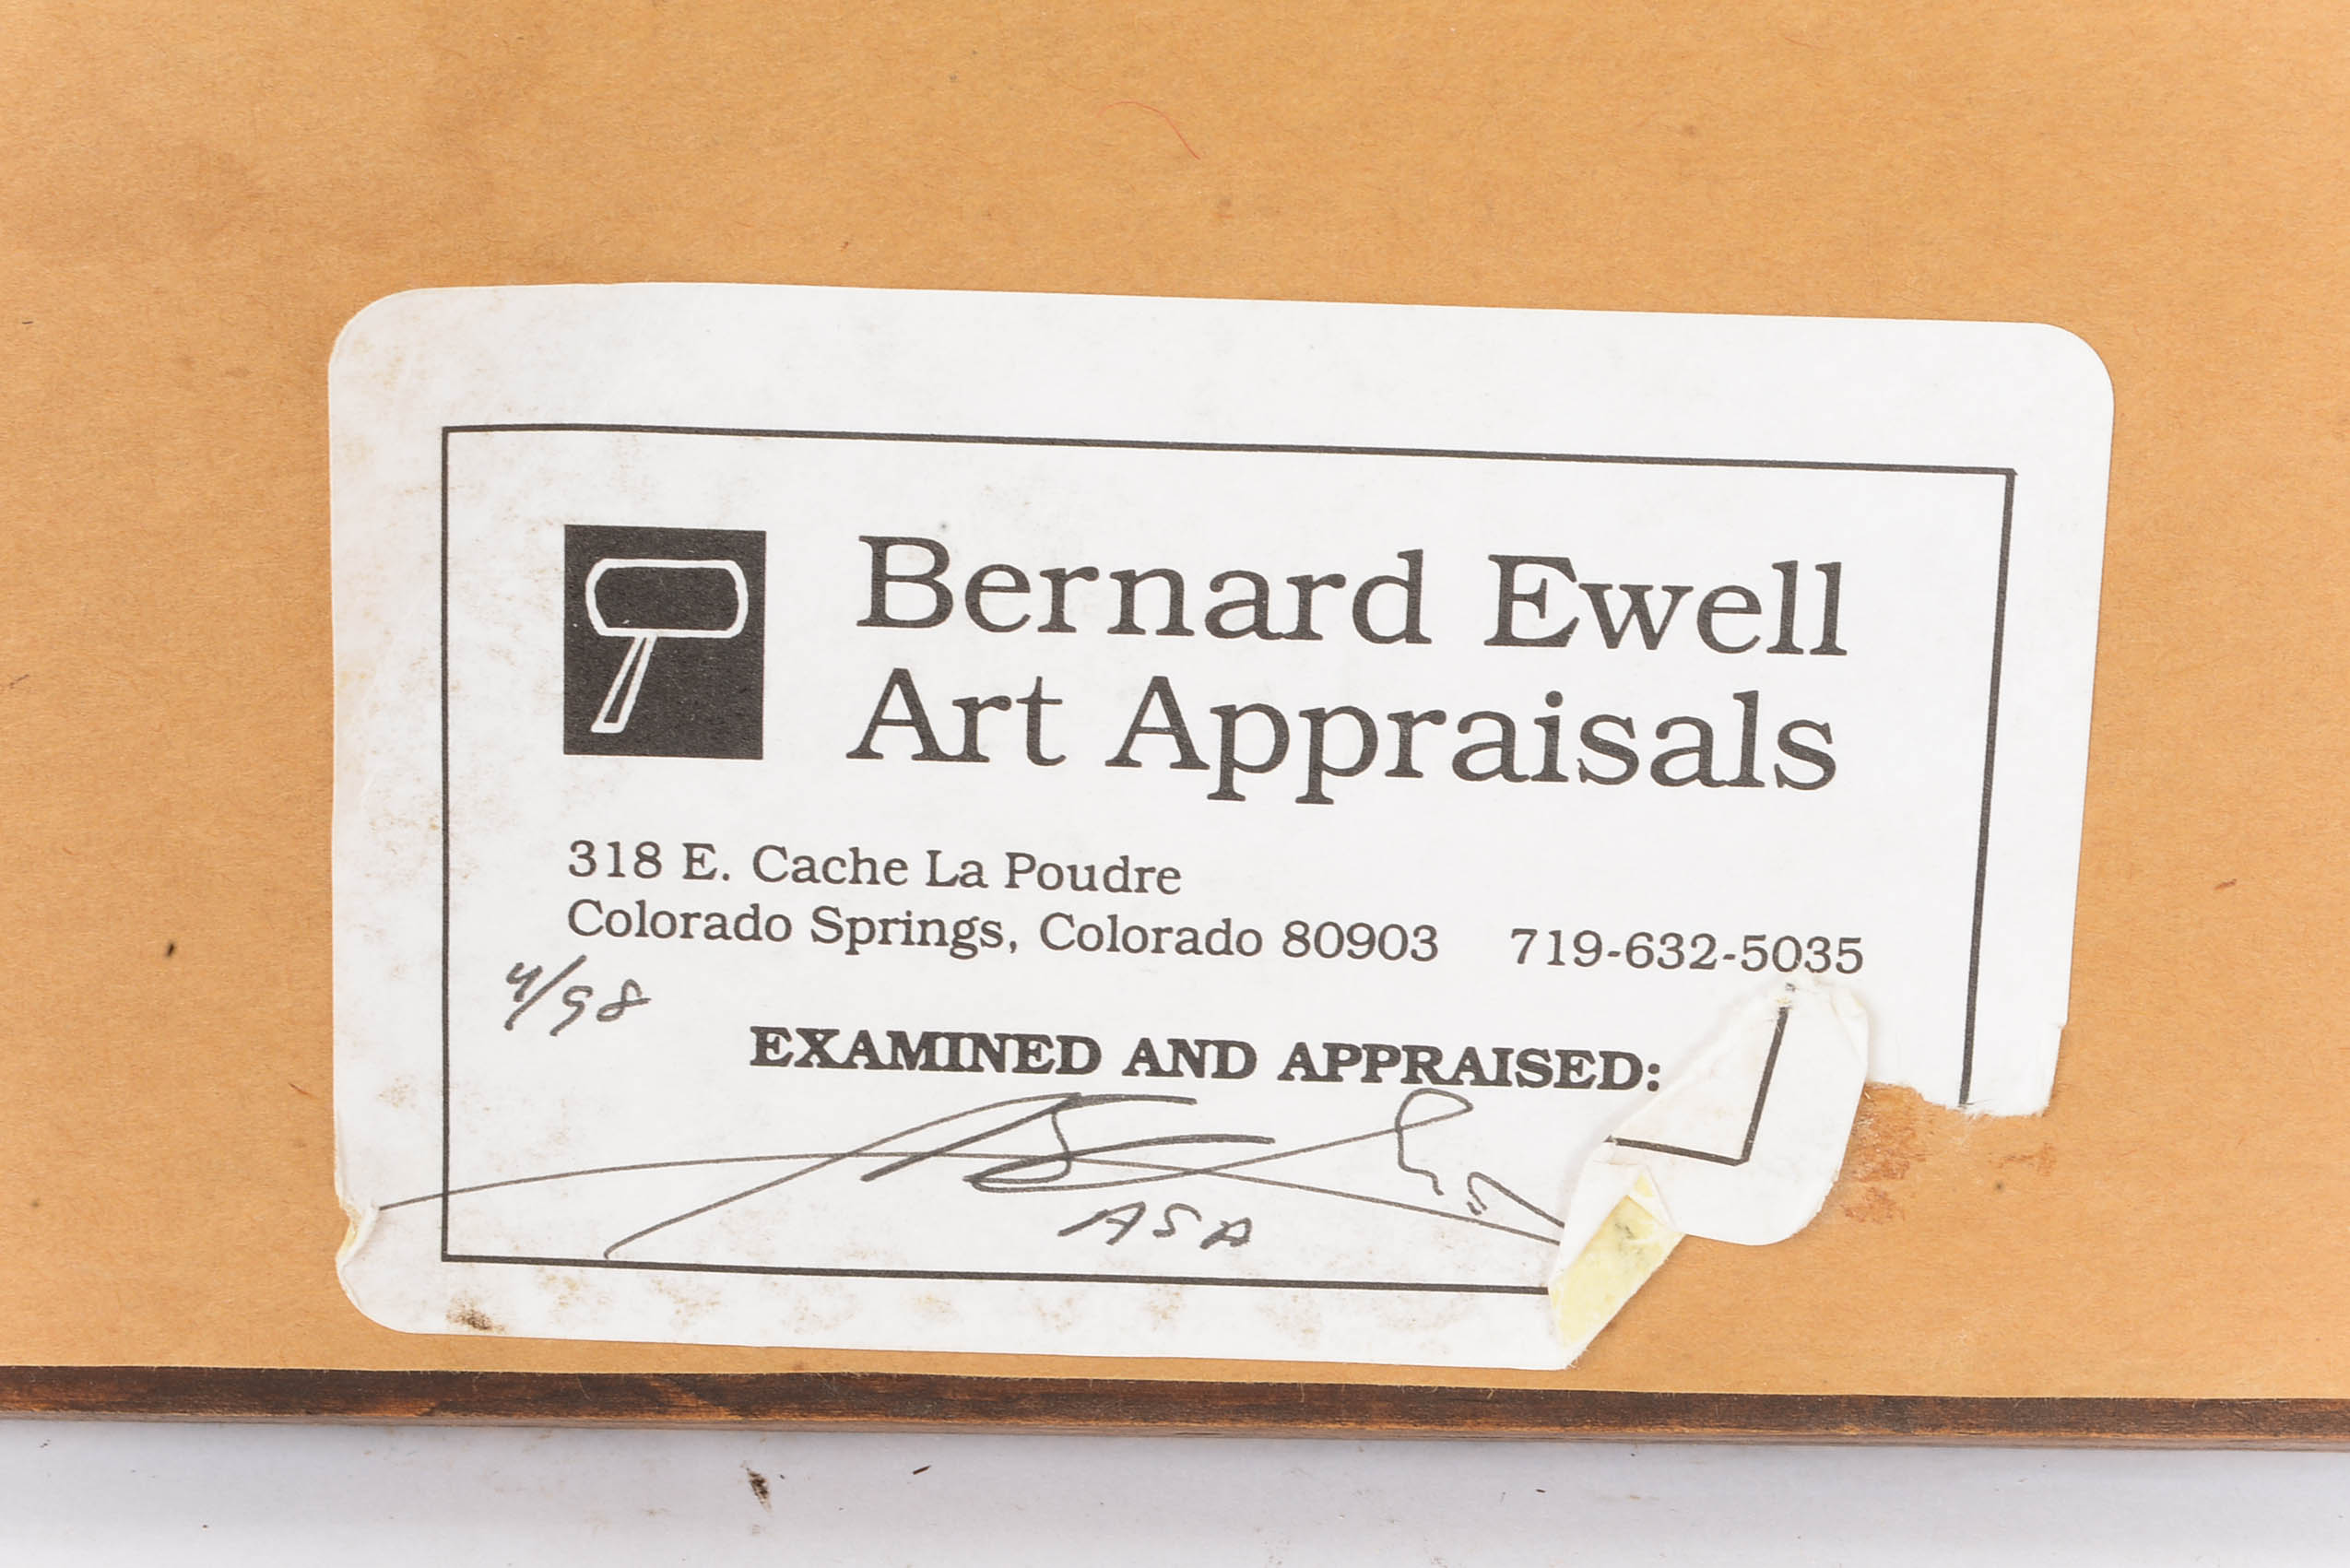 Bernard Ewell
Art Appraisals
318 E. Cache La Poudre
Colorado Springs, Colorado 80903 719-632-5035
4/98
EXAMINED AND APPRAISED:
ASA